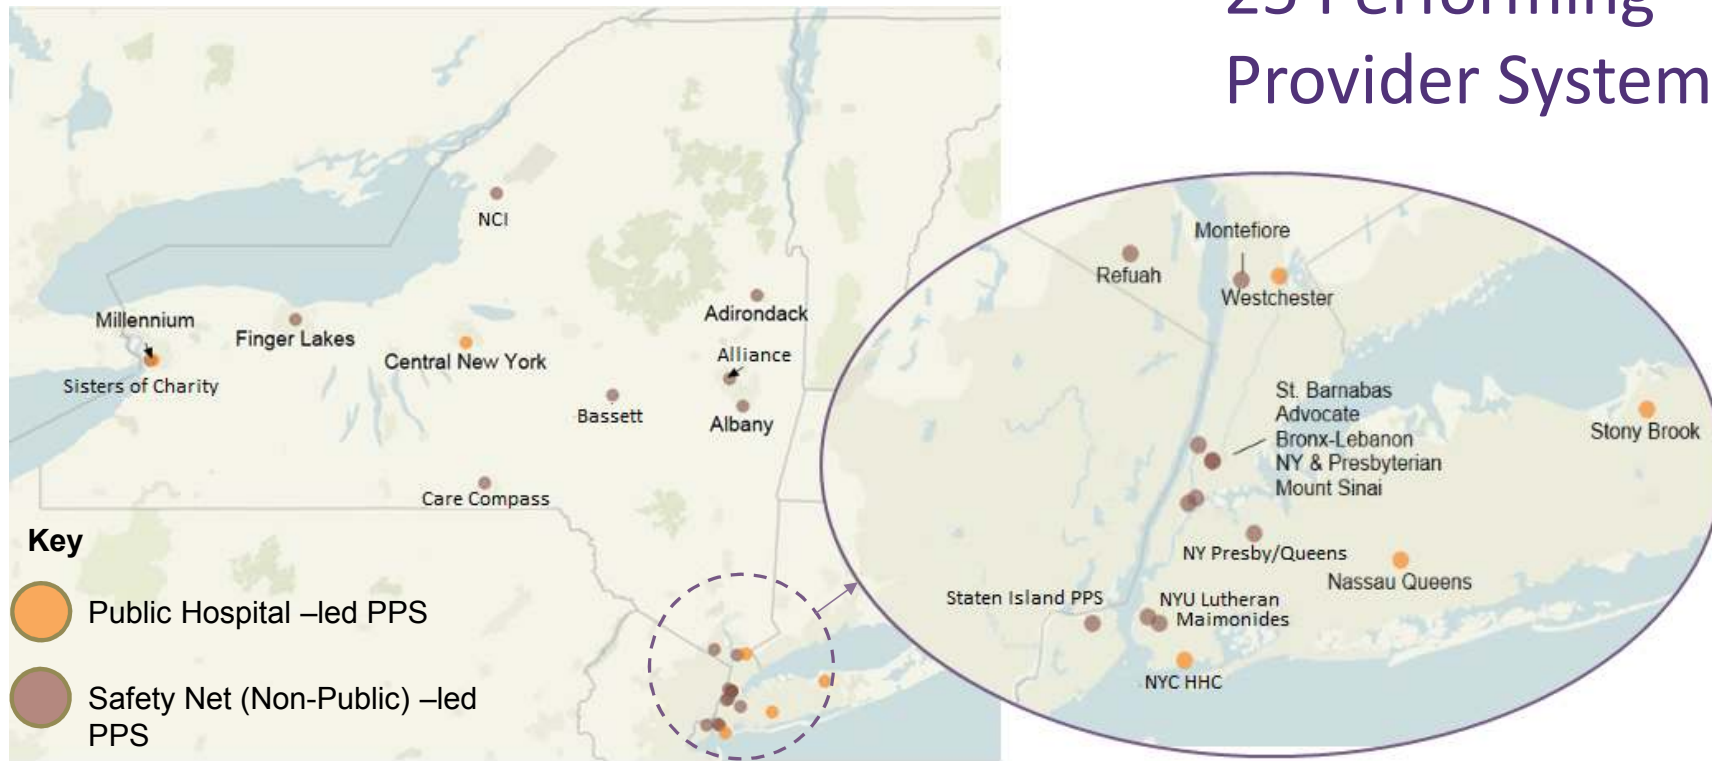 25 Performing
Provider System
NCI
Millennium
Finger Lakes
Sisters of Charity
Central New York
Adirondack
Alliance
Bassett
Albany
Care Compass
Key
Public Hospital –led PPS
Safety Net (Non-Public) –led
PPS
Montefiore
Refuah
Westchester
St. Barnabas
Advocate
Bronx-Lebanon
NY & Presbyterian
Mount Sinai
Stony Brook
NY Presby/Queens
Nassau Queens
Staten Island PPS
NYU Lutheran
Maimonides
NYC HHC